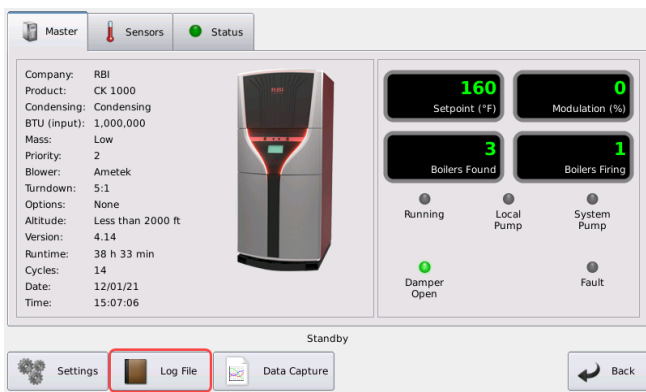 Master
Sensors
Status
Company: RBI
Product: CK 1000
Condensing: Condensing
BTU (input): 1,000,000
Mass: Low
Priority: 2
Blower: Ametek
Turndown: 5:1
Options: None
Altitude: Less than 2000 ft
Version: 4.14
Runtime: 38 h 33 min
Cycles: 14
Date: 12/01/21
Time: 15:07:06
RBI
160
Setpoint (°F)
0
Modulation (%)
3
Boilers Found
1
Boilers Firing
Running
Local
Pump
System
Pump
Damper
Open
Fault
Standby
Settings
Log File
Data Capture
Back